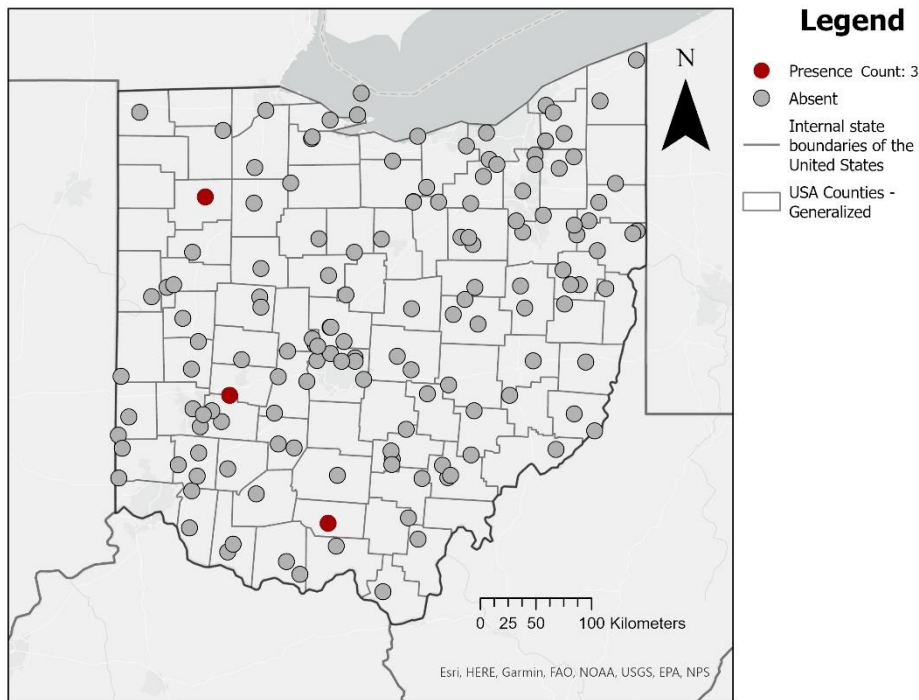 Legend
N
Presence Count: 3
Absent
Internal state
boundaries of the
United States
USA Counties -
Generalized
0 25 50 100 Kilometers
Esri, HERE, Garmin, FAO, NOAA, USGS, EPA, NPS